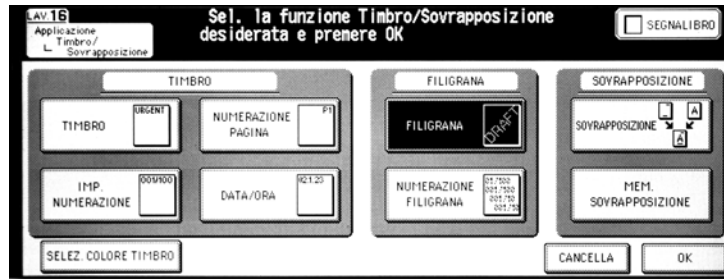 LAV.16
Applicazione
Timbro/
Sovrapposizione
Sel. la funzione Timbro/Sovrapposizione
desiderata e premere OK
SEGNALIBRO
TIMBRO
FILIGRANA
SOVRAPPOSIZIONE
TIMBRO
URGENT
NUMERAZIONE
PAGINA
P1
FILIGRANA
DRAFT
SOVRAPPOSIZIONE
A
A
IMP.
NUMERAZIONE
001/100
DATA/ORA
NUMERAZIONE
FILIGRANA
MEM.
SOVRAPPOSIZIONE
SELEZ. COLORE TIMBRO
CANCELLA
OK